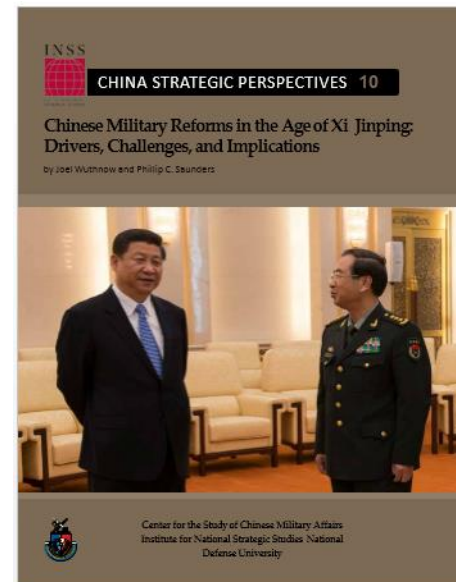 INSS
CHINA STRATEGIC PERSPECTIVES 10
Chinese Military Reforms in the Age of Xi Jinping:
Drivers, Challenges, and Implications
by Joel Wuthnow and Phillip C. Saunders
Center for the Study of Chinese Military Affairs
Institute for National Strategic Studies National
Defense University